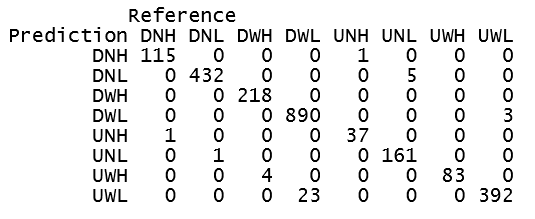 Reference
Prediction DNH DNL DWH DWL UNH UNL UWH UWL
DNH 115 0 0 0 1 0 0 0
DNL 0 432 0 0 0 5 0 0
DWH 0 0 218 0 0 0 0 0
DWL 0 0 0 890 0 0 0 3
UNH 1 0 0 0 37 0 0 0
UNL 0 1 0 0 0 161 0 0
UWH 0 0 4 0 0 0 83 0
UWL 0 0 0 23 0 0 0 392